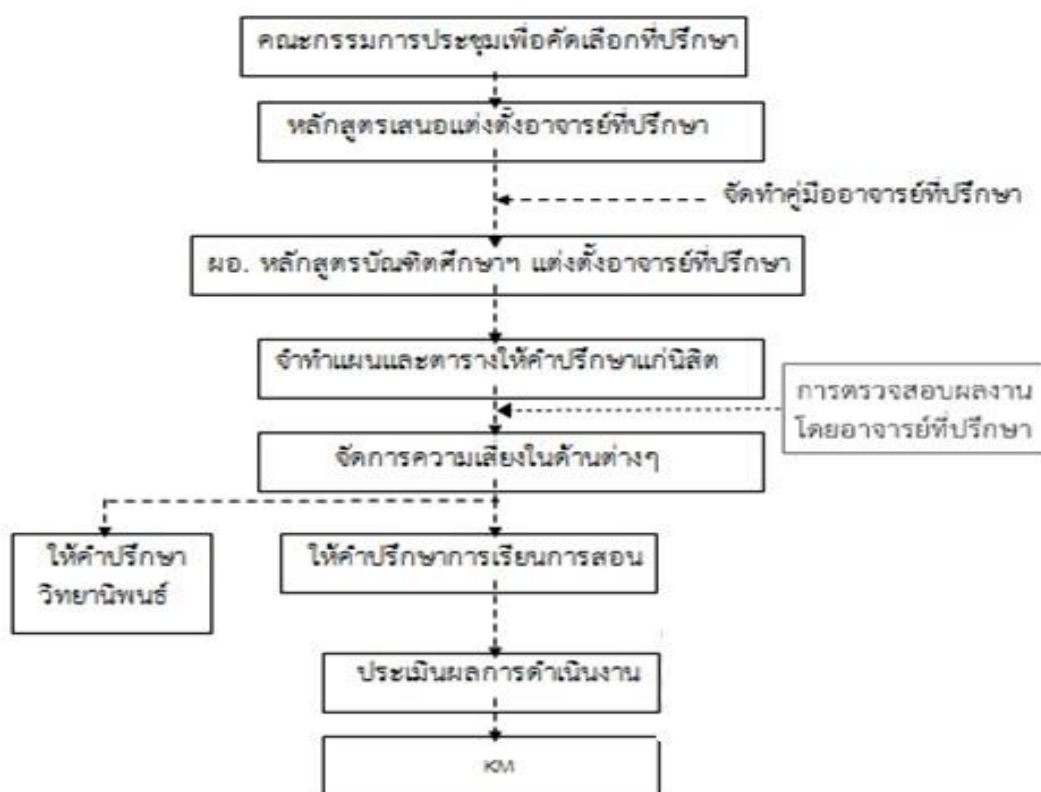 คณะกรรมการประชุมเพื่อคัดเลือกที่ปรึกษา
หลักสูตรเสนอแต่งตั้งอาจารย์ที่ปรึกษา
จัดทำคู่มืออาจารย์ที่ปรึกษา
ผอ. หลักสูตรบัณฑิตศึกษาฯ แต่งตั้งอาจารย์ที่ปรึกษา
จำทำแผนและตารางให้คำปรึกษาแก่นิสิต
การตรวจสอบผลงาน
โดยอาจารย์ที่ปรึกษา
จัดการความเสี่ยงในด้านต่างๆ
ให้คำปรึกษา
วิทยานิพนธ์
ให้คำปรึกษาการเรียนการสอน
ประเมินผลการดำเนินงาน
KM